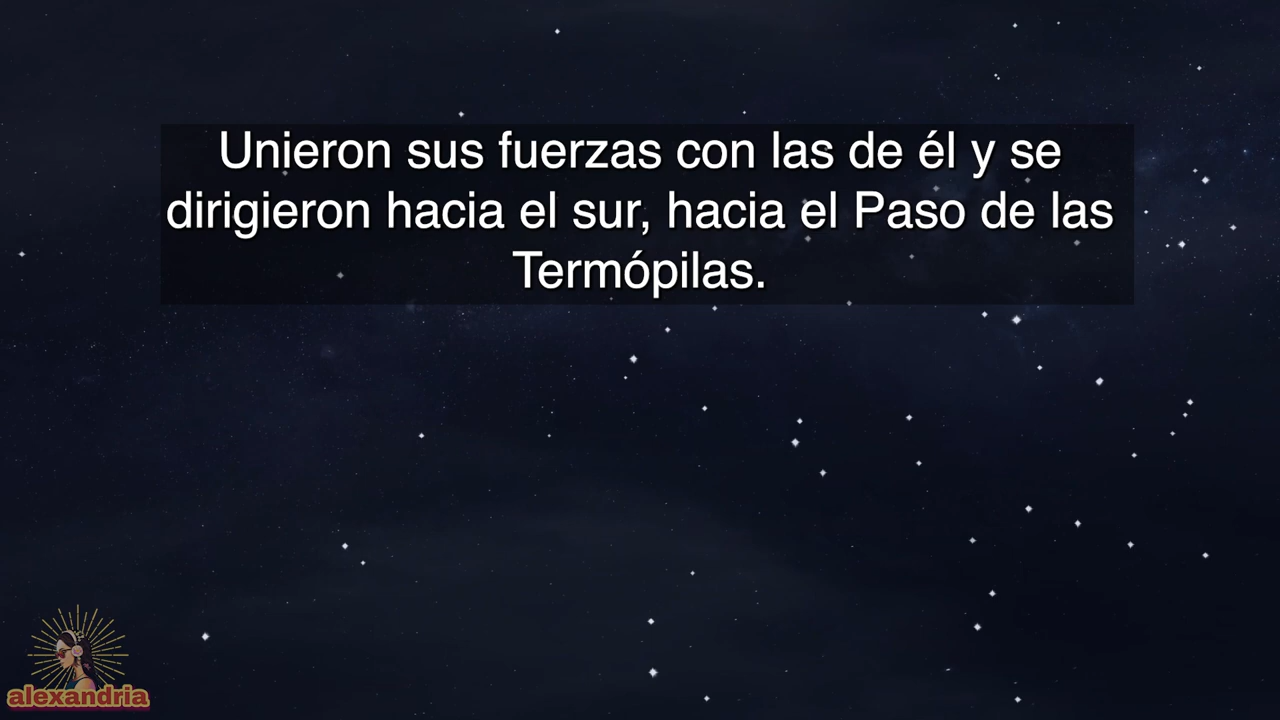 Unieron sus fuerzas con las de él y se
dirigieron hacia el sur, hacia el Paso de las
Termópilas.
alexandria